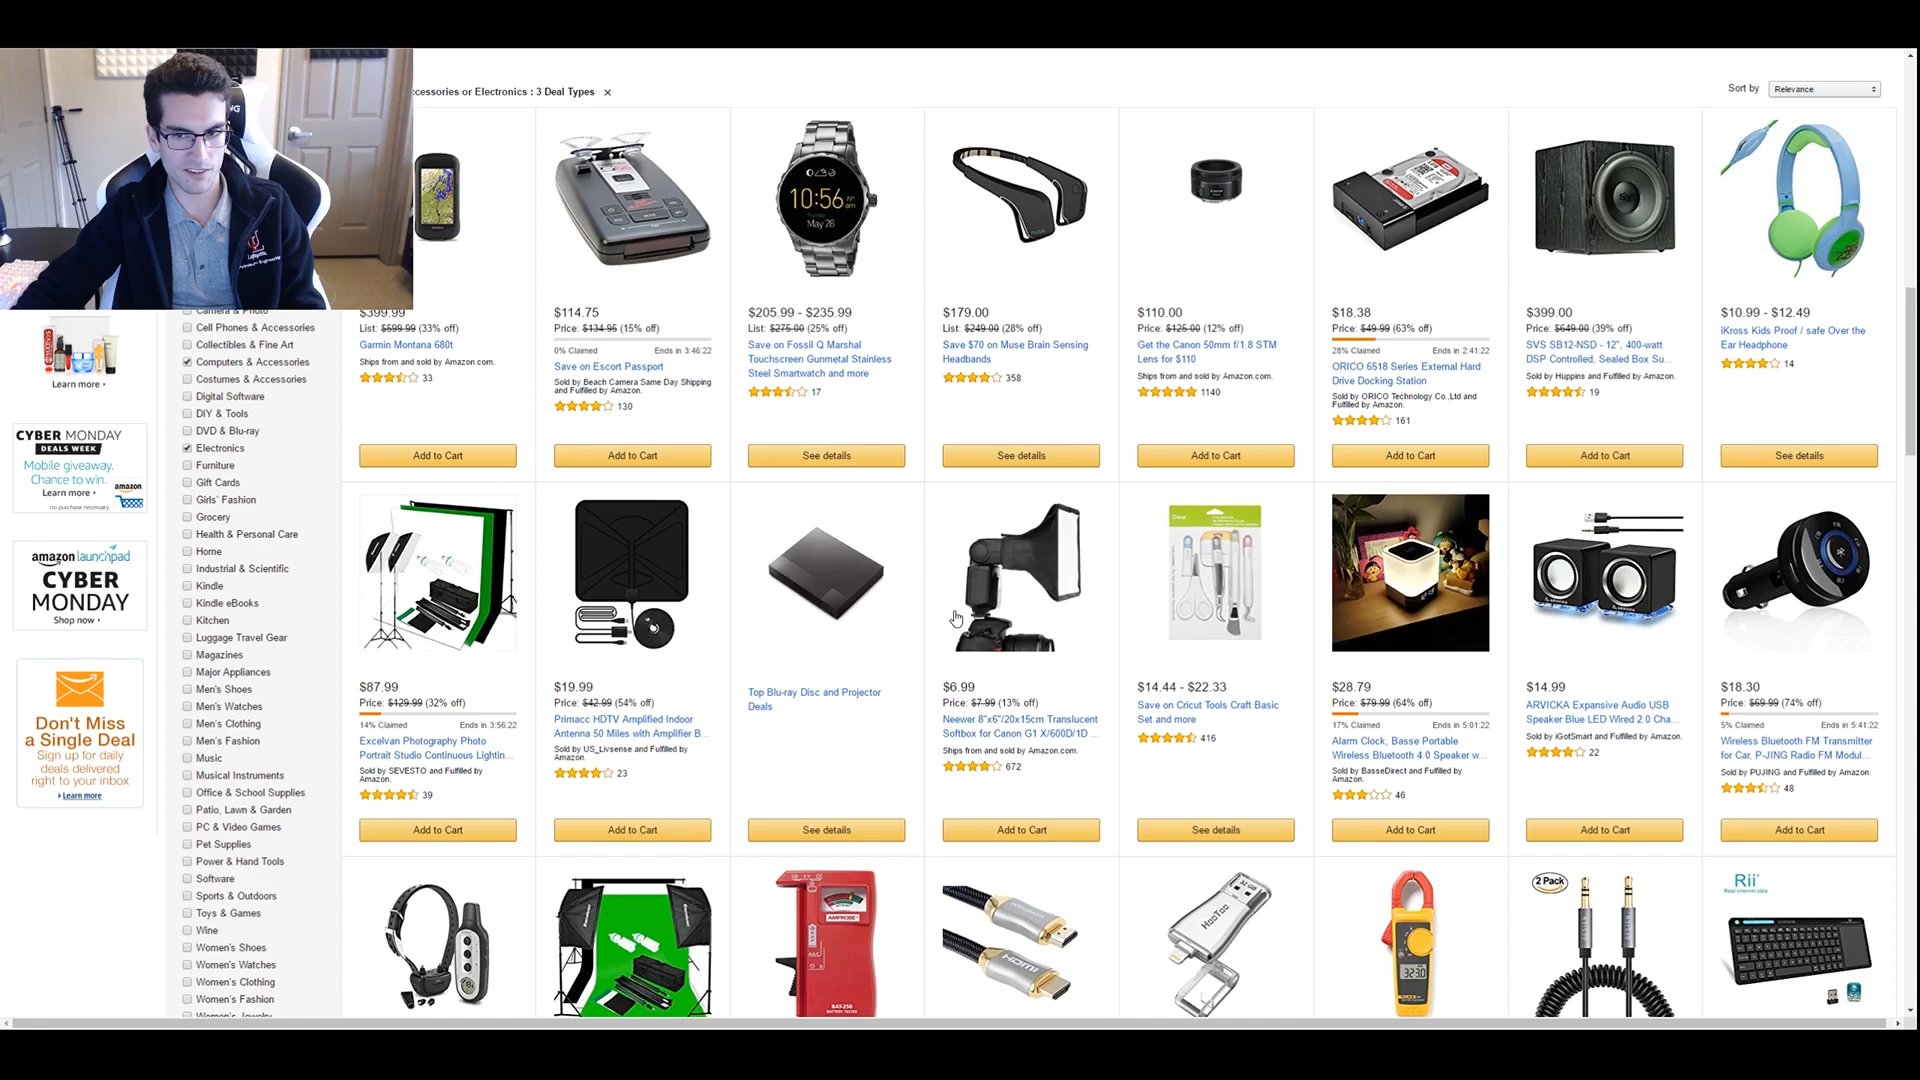 ccessories or Electronics : 3 Deal Types ×
Sort by
Relevance
$399.99
List: $599.99 (33% off)
Garmin Montana 680t
Ships from and sold by Amazon.com.
33
Add to Cart
$114.75
Price: $134.95 (15% off)
0% Claimed
Ends in 3:46:22
Save on Escort Passport
Sold by Beach Camera Same Day Shipping
and Fulfilled by Amazon.
130
Add to Cart
10:56
May 28
$205.99 - $235.99
List: $275.00 (25% off)
Save on Fossil Q Marshal
Touchscreen Gunmetal Stainless
Steel Smartwatch and more
17
See details
$179.00
List: $249.00 (28% off)
Save $70 on Muse Brain Sensing
Headbands
358
See details
$110.00
Price: $125.00 (12% off)
Get the Canon 50mm f/1.8 STM
Lens for $110
Ships from and sold by Amazon.com.
1140
Add to Cart
$18.38
Price: $49.99 (63% off)
28% Claimed
Ends in 2:41:22
ORICO 6518 Series External Hard
Drive Docking Station
Sold by ORICO Technology Co.,Ltd and
Fulfilled by Amazon.
161
Add to Cart
$399.00
Price: $649.00 (39% off)
SVS SB12-NSD - 12", 400-watt
DSP Controlled, Sealed Box Su...
Sold by Huppins and Fulfilled by Amazon.
19
Add to Cart
$10.99 - $12.49
iKross Kids Proof / safe Over the
Ear Headphone
14
See details
Learn more ›
CYBER MONDAY
DEALS WEEK
Mobile giveaway.
Chance to win.
Learn more ›
amazon
no purchase necessary
amazon launchpad
CYBER
MONDAY
Shop now ›
Don't Miss
a Single Deal
Sign up for daily
deals delivered
right to your inbox
Learn more
Camera & Photo
Cell Phones & Accessories
Collectibles & Fine Art
Computers & Accessories
Costumes & Accessories
Digital Software
DIY & Tools
DVD & Blu-ray
Electronics
Furniture
Gift Cards
Girls' Fashion
Grocery
Health & Personal Care
Home
Industrial & Scientific
Kindle
Kindle eBooks
Kitchen
Luggage Travel Gear
Magazines
Major Appliances
Men's Shoes
Men's Watches
Men's Clothing
Men's Fashion
Music
Musical Instruments
Office & School Supplies
Patio, Lawn & Garden
PC & Video Games
Pet Supplies
Power & Hand Tools
Software
Sports & Outdoors
Toys & Games
Wine
Women's Shoes
Women's Watches
Women's Clothing
Women's Fashion
Women's Jewelry
$87.99
Price: $129.99 (32% off)
14% Claimed
Ends in 3:56:22
Excelvan Photography Photo
Portrait Studio Continuous Lightin...
Sold by SEVESTO and Fulfilled by
Amazon.
39
Add to Cart
$19.99
Price: $42.99 (54% off)
Primacc HDTV Amplified Indoor
Antenna 50 Miles with Amplifier B...
Sold by US_Livsense and Fulfilled by
Amazon.
23
Add to Cart
Top Blu-ray Disc and Projector
Deals
See details
$6.99
Price: $7.99 (13% off)
Neewer 8"x6"/20x15cm Translucent
Softbox for Canon G1 X/600D/1D ...
Ships from and sold by Amazon.com.
672
Add to Cart
$14.44 - $22.33
Save on Cricut Tools Craft Basic
Set and more
416
See details
$28.79
Price: $79.99 (64% off)
17% Claimed
Ends in 5:01:22
Alarm Clock, Basse Portable
Wireless Bluetooth 4.0 Speaker w...
Sold by BasseDirect and Fulfilled by
Amazon.
46
Add to Cart
ARVICKA
ARVICKA
$14.99
ARVICKA Expansive Audio USB
Speaker Blue LED Wired 2.0 Cha...
Sold by iGotSmart and Fulfilled by Amazon.
22
Add to Cart
$18.30
Price: $69.99 (74% off)
5% Claimed
Ends in 5:41:22
Wireless Bluetooth FM Transmitter
for Car, P-JING Radio FM Modul...
Sold by PUJING and Fulfilled by Amazon.
48
Add to Cart
AMPROBE
BAT-250
BATTERY TESTER
HDMI
32 GB
HooToo
323.0
2 Pack
Rii